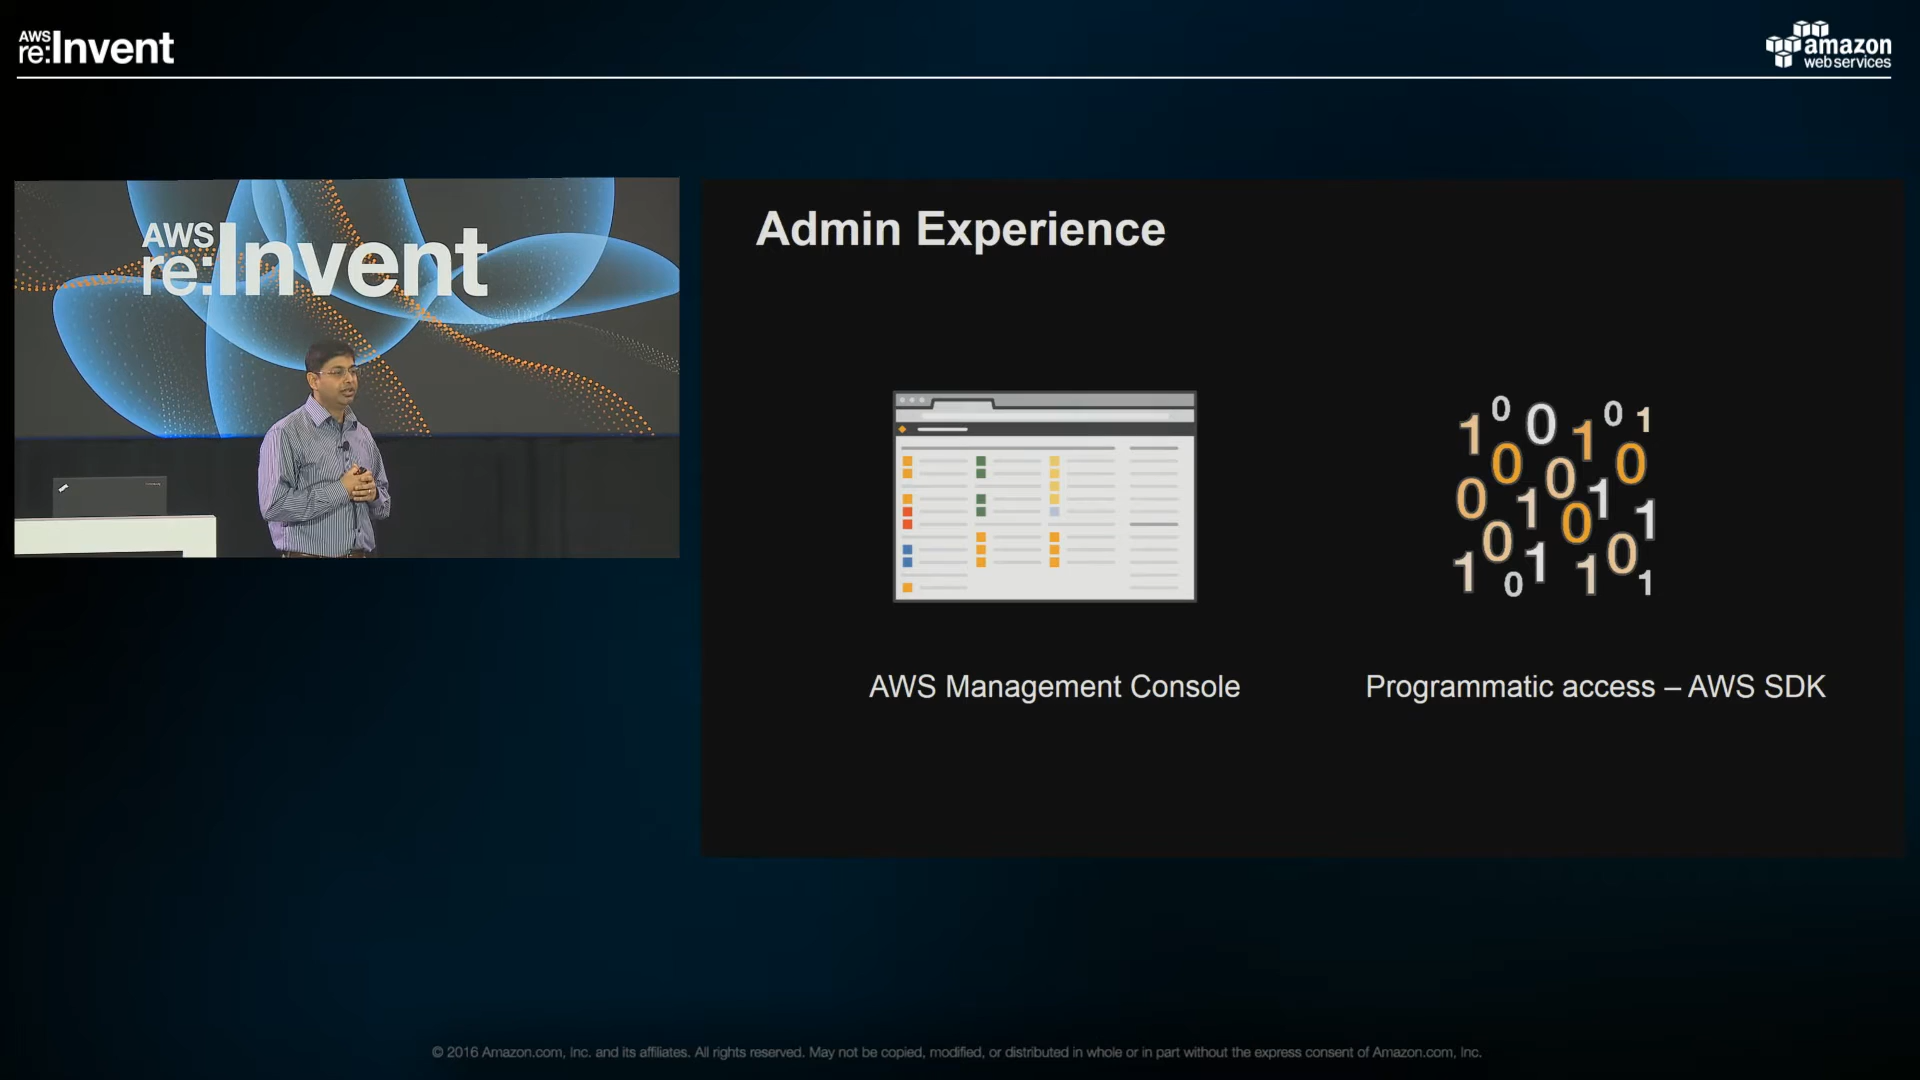 AWS
re:Invent
amazon
web services
AWS
re:Invent
Admin Experience
1 0 0 1 0 1
0 0 0
0 1 0 1 1
0 1 0
1 0 1 1 1
AWS Management Console
Programmatic access – AWS SDK
© 2016 Amazon.com, Inc. and its affiliates. All rights reserved. May not be copied, modified, or distributed in whole or in part without the express consent of Amazon.com, Inc.